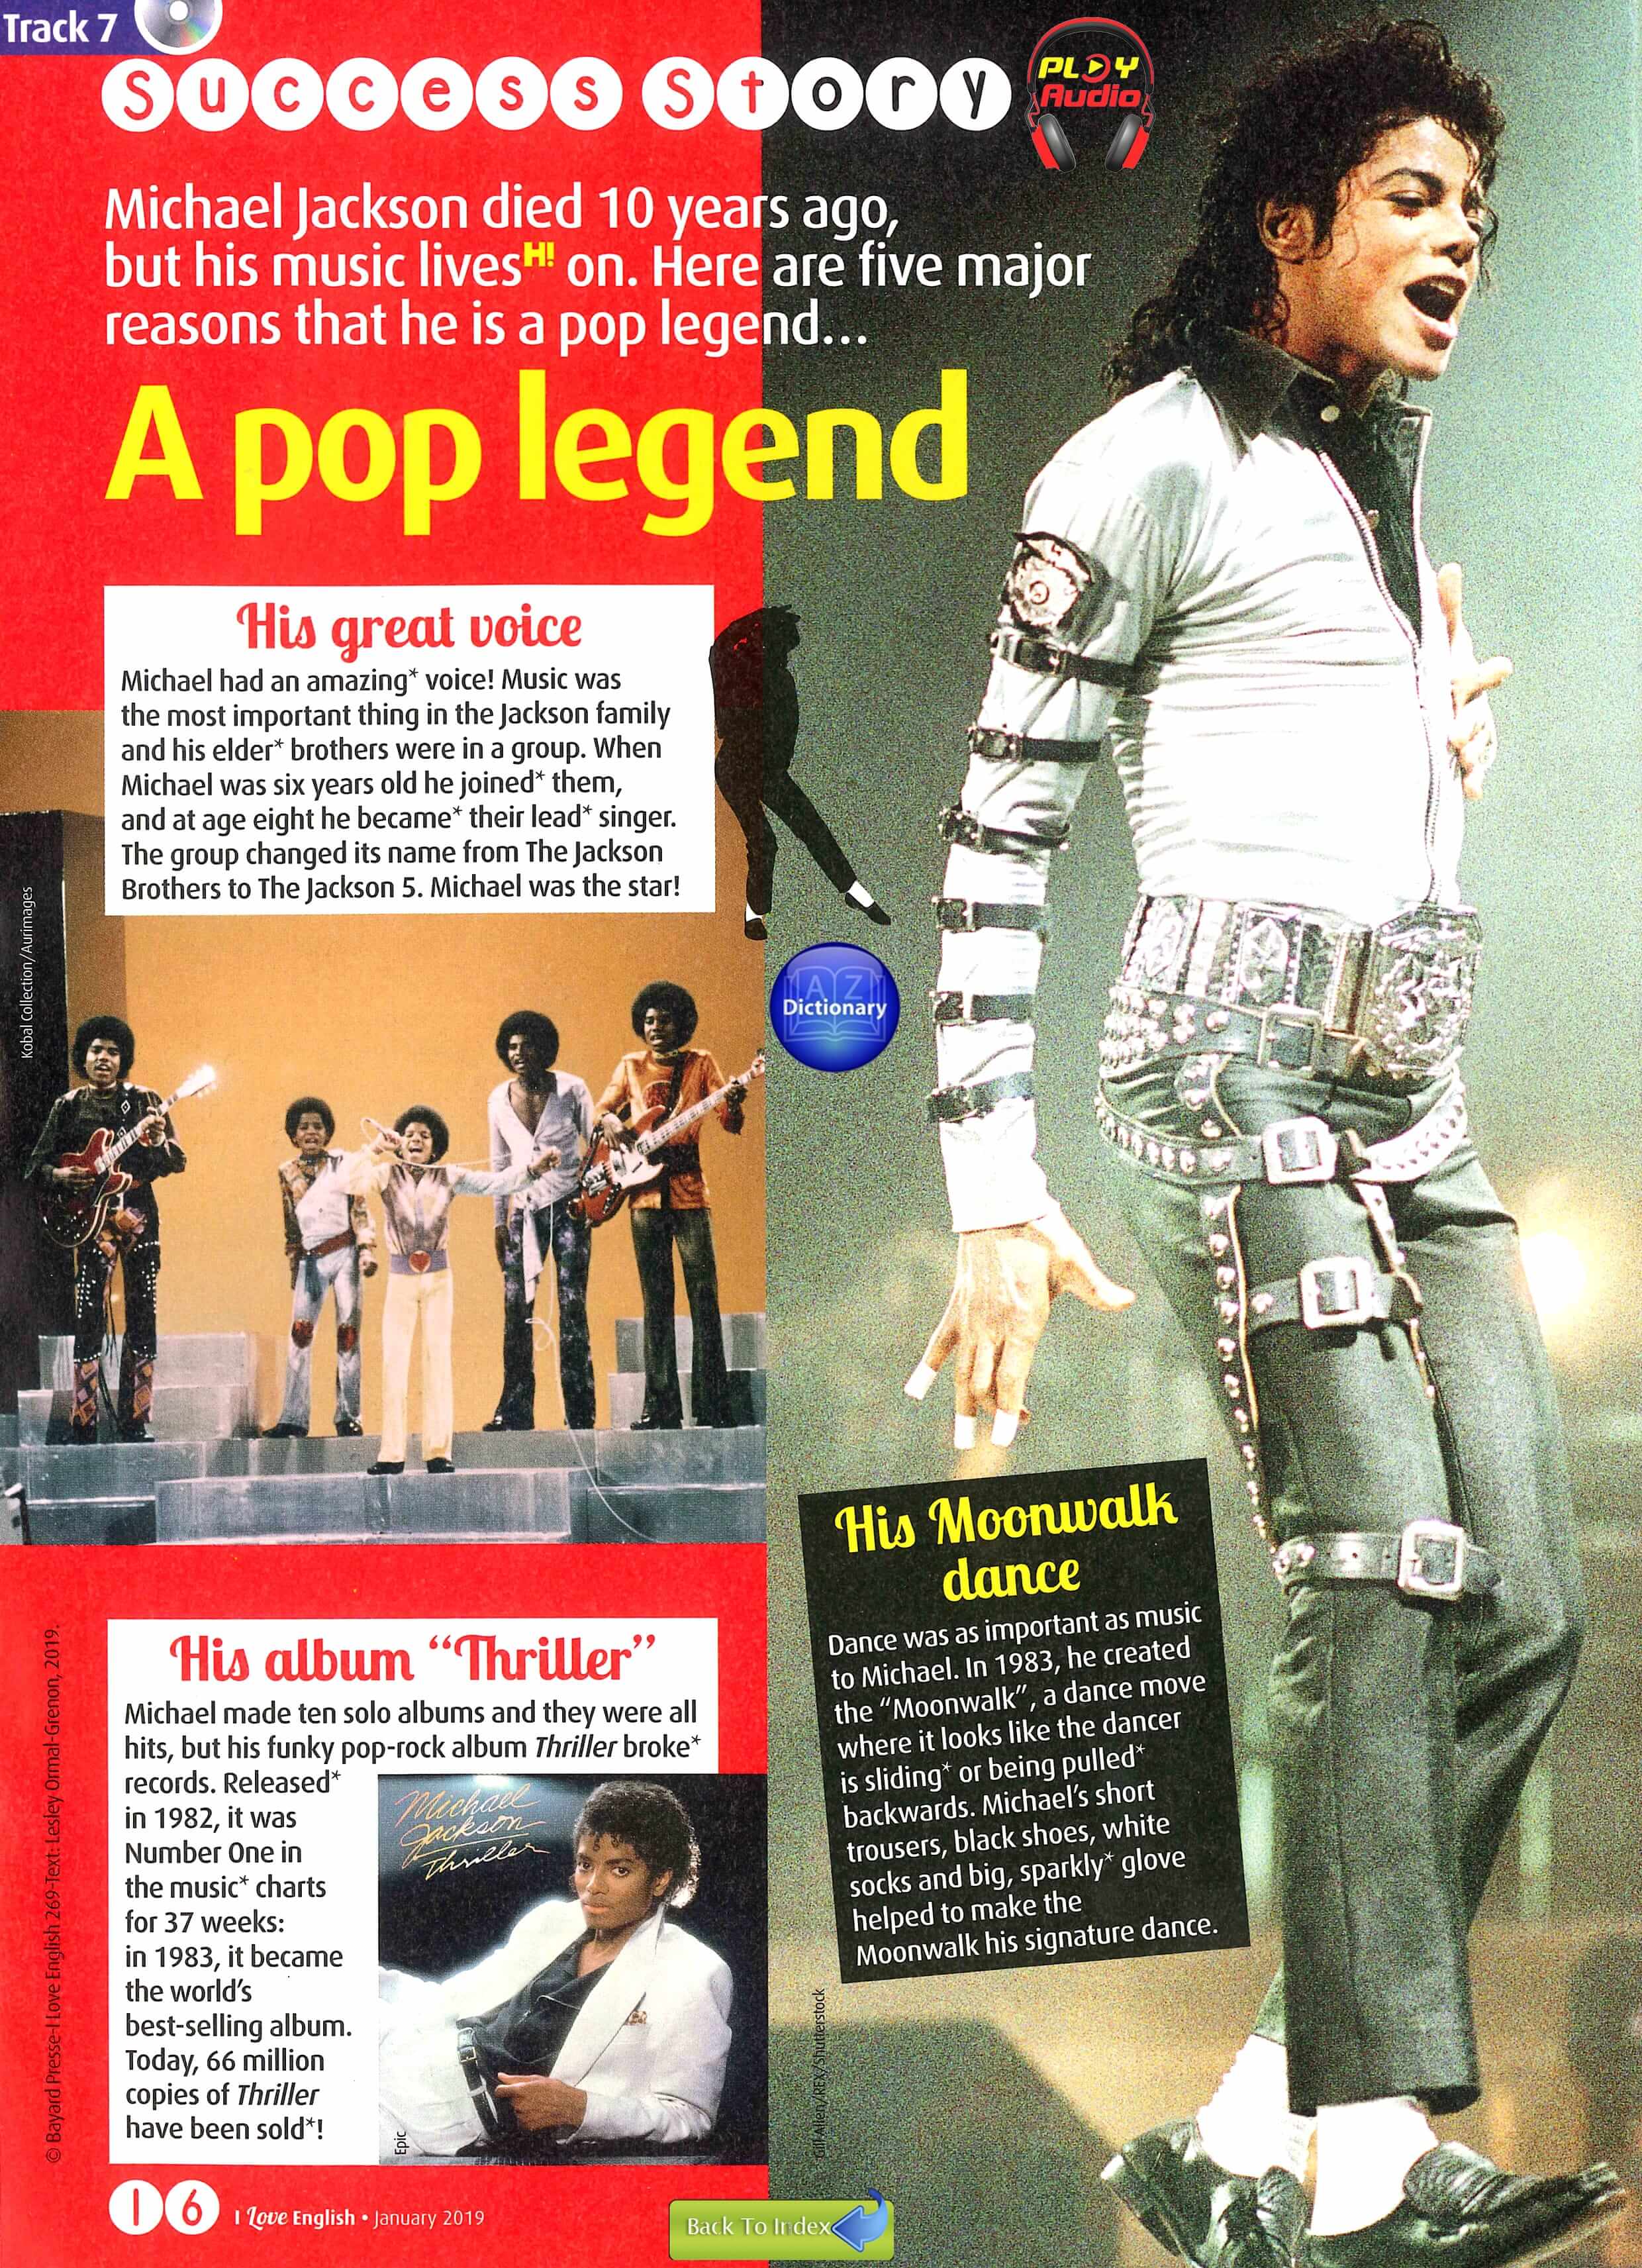 Track 7
Success Story
PLAY
Audio
Michael Jackson died 10 years ago,
but his music livesH! on. Here are five major
reasons that he is a pop legend...
A pop legend
His great voice
Michael had an amazing* voice! Music was
the most important thing in the Jackson family
and his elder* brothers were in a group. When
Michael was six years old he joined* them,
and at age eight he became* their lead* singer.
The group changed its name from The Jackson
Brothers to The Jackson 5. Michael was the star!
Kobal Collection/Aurimages
A Z
Dictionary
His album “Thriller”
Michael made ten solo albums and they were all
hits, but his funky pop-rock album Thriller broke*
records. Released*
in 1982, it was
Number One in
the music* charts
for 37 weeks:
in 1983, it became
the world's
best-selling album.
Today, 66 million
copies of Thriller
have been sold*!
Michael
Jackson
Thriller
Epic
© Bayard Presse-I Love English 269-Text: Lesley Ormal-Grenon, 2019.
His Moonwalk
dance
Dance was as important as music
to Michael. In 1983, he created
the “Moonwalk”, a dance move
where it looks like the dancer
is sliding* or being pulled*
backwards. Michael's short
trousers, black shoes, white
socks and big, sparkly* glove
helped to make the
Moonwalk his signature dance.
Gill Allen/REX/Shutterstock
16
I Love English • January 2019
Back To Index